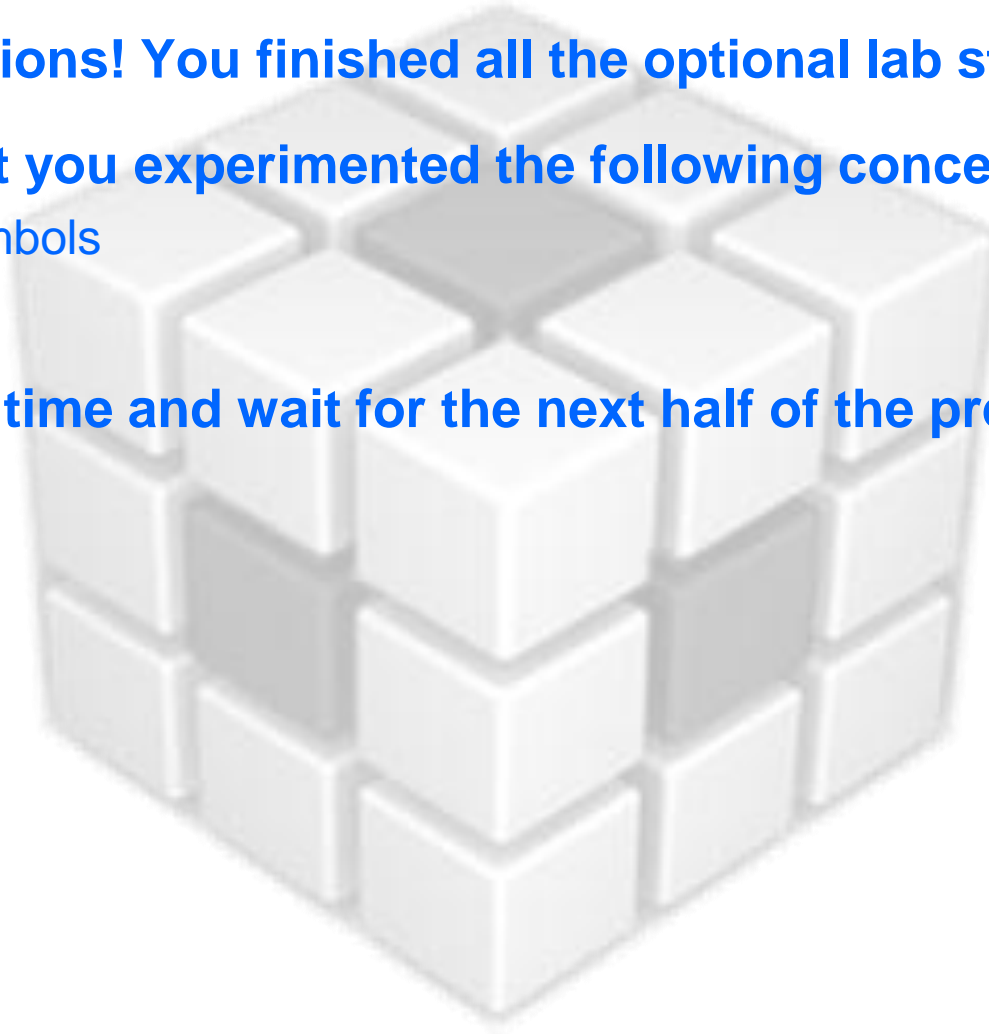 ions! You finished all the optional lab s
t you experimented the following conce
nbols
time and wait for the next half of the pr